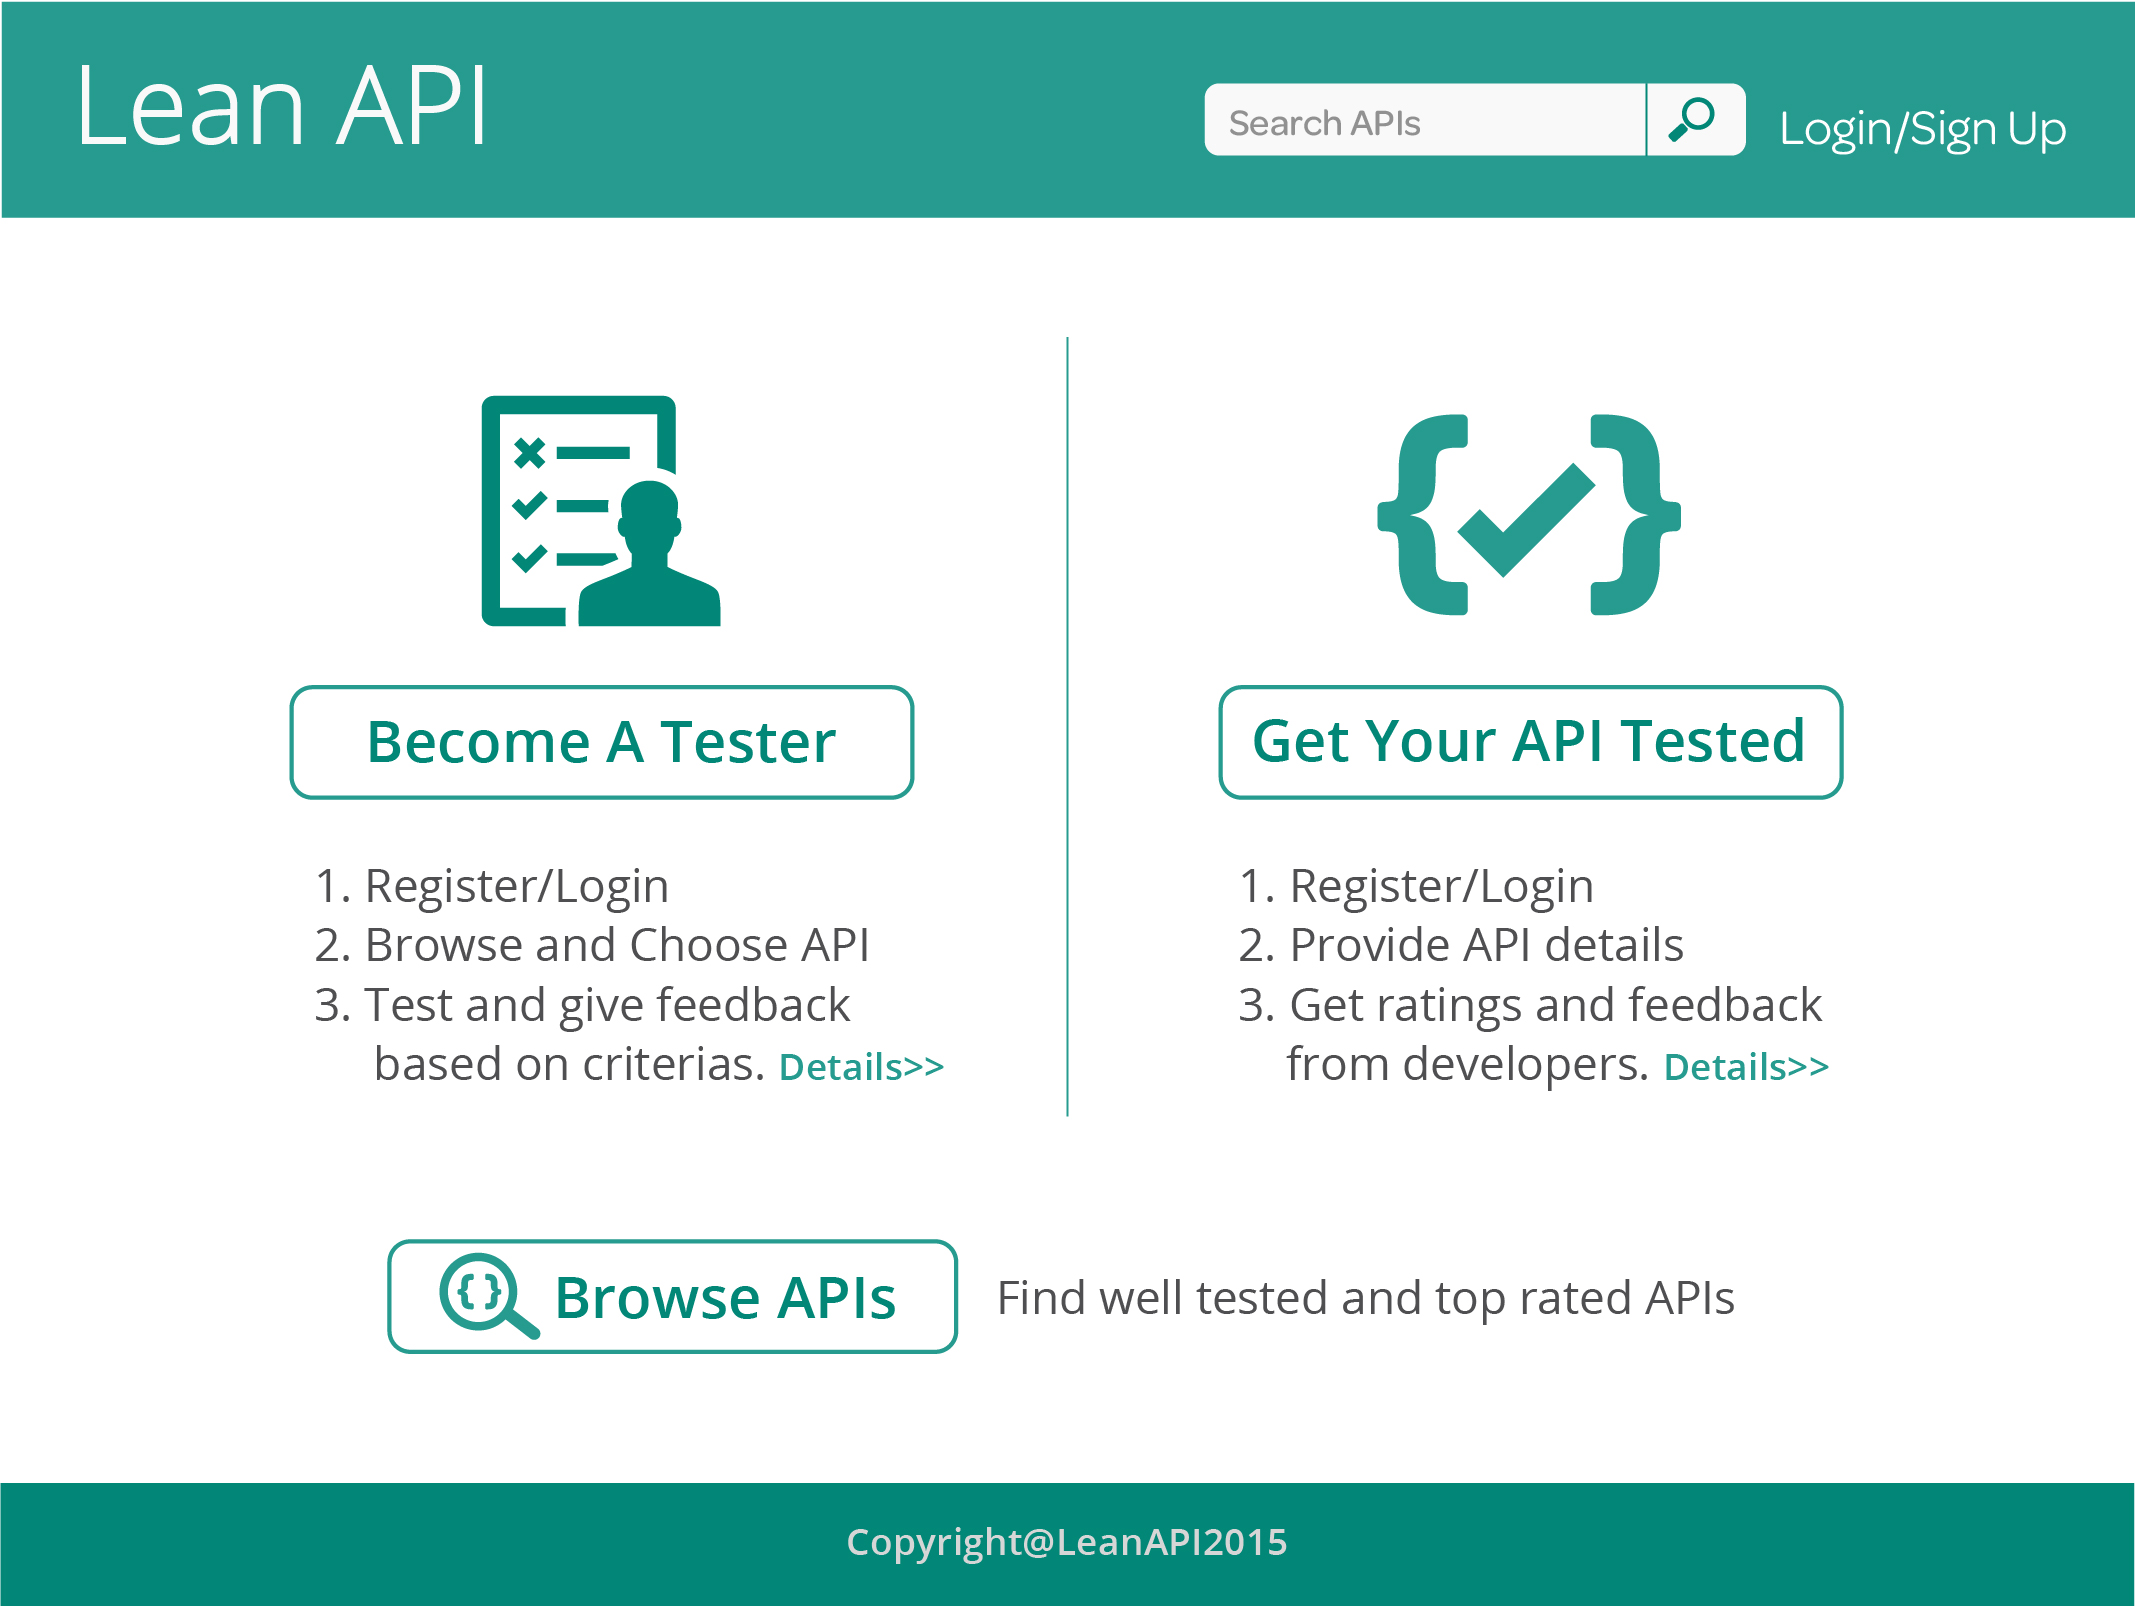 Lean API
Search APIs
Login/Sign Up
Become A Tester
1. Register/Login
2. Browse and Choose API
3. Test and give feedback
based on criterias. Details>>
Get Your API Tested
1. Register/Login
2. Provide API details
3. Get ratings and feedback
from developers. Details>>
{ } Browse APIs
Find well tested and top rated APIs
Copyright@LeanAPI2015